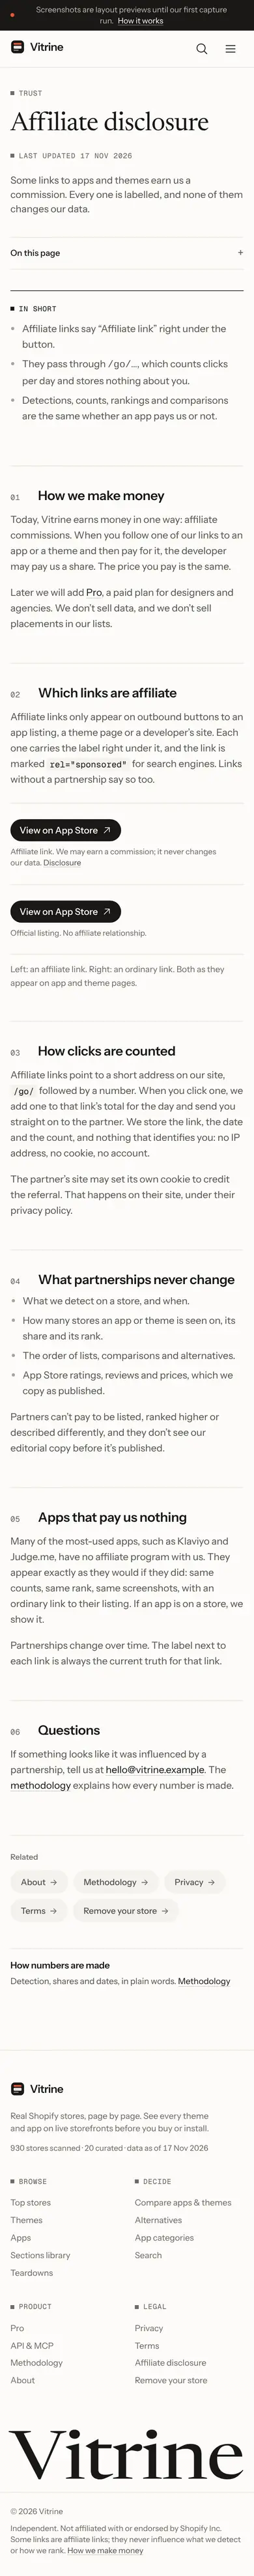 Screenshots are layout previews until our first capture
run. How it works
Vitrine
TRUST
Affiliate disclosure
LAST UPDATED 17 NOV 2026
Some links to apps and themes earn us a
commission. Every one is labelled, and none of them
changes our data.
On this page +
IN SHORT
Affiliate links say “Affiliate link” right under the
button.
They pass through /go/…, which counts clicks
per day and stores nothing about you.
Detections, counts, rankings and comparisons
are the same whether an app pays us or not.
01 How we make money
Today, Vitrine earns money in one way: affiliate
commissions. When you follow one of our links to an
app or a theme and then pay for it, the developer
may pay us a share. The price you pay is the same.
Later we will add Pro, a paid plan for designers and
agencies. We don’t sell data, and we don’t sell
placements in our lists.
02 Which links are affiliate
Affiliate links only appear on outbound buttons to an
app listing, a theme page or a developer’s site. Each
one carries the label right under it, and the link is
marked rel="sponsored" for search engines. Links
without a partnership say so too.
View on App Store ↗
Affiliate link. We may earn a commission; it never changes
our data. Disclosure
View on App Store ↗
Official listing. No affiliate relationship.
Left: an affiliate link. Right: an ordinary link. Both as they
appear on app and theme pages.
03 How clicks are counted
Affiliate links point to a short address on our site,
/go/ followed by a number. When you click one, we
add one to that link’s total for the day and send you
straight on to the partner. We store the link, the date
and the count, and nothing that identifies you: no IP
address, no cookie, no account.
The partner’s site may set its own cookie to credit
the referral. That happens on their site, under their
privacy policy.
04 What partnerships never change
What we detect on a store, and when.
How many stores an app or theme is seen on, its
share and its rank.
The order of lists, comparisons and alternatives.
App Store ratings, reviews and prices, which we
copy as published.
Partners can’t pay to be listed, ranked higher or
described differently, and they don’t see our
editorial copy before it’s published.
05 Apps that pay us nothing
Many of the most-used apps, such as Klaviyo and
Judge.me, have no affiliate program with us. They
appear exactly as they would if they did: same
counts, same rank, same screenshots, with an
ordinary link to their listing. If an app is on a store, we
show it.
Partnerships change over time. The label next to
each link is always the current truth for that link.
06 Questions
If something looks like it was influenced by a
partnership, tell us at hello@vitrine.example. The
methodology explains how every number is made.
Related
About → Methodology → Privacy →
Terms → Remove your store →
How numbers are made
Detection, shares and dates, in plain words. Methodology
Vitrine
Real Shopify stores, page by page. See every theme
and app on live storefronts before you buy or install.
930 stores scanned · 20 curated · data as of 17 Nov 2026
BROWSE
Top stores
Themes
Apps
Sections library
Teardowns
DECIDE
Compare apps & themes
Alternatives
App categories
Search
PRODUCT
Pro
API & MCP
Methodology
About
LEGAL
Privacy
Terms
Affiliate disclosure
Remove your store
Vitrine
© 2026 Vitrine
Independent. Not affiliated with or endorsed by Shopify Inc.
Some links are affiliate links; they never influence what we detect
or how we rank. How we make money